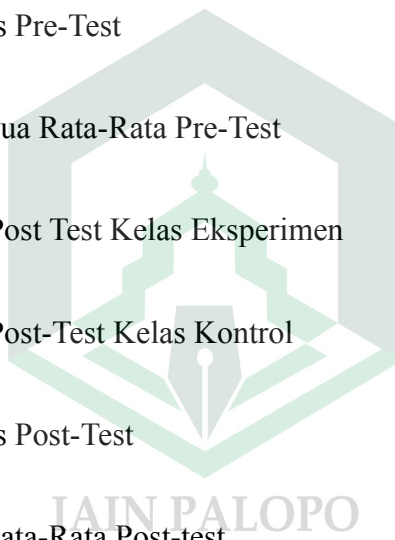 s Pre-Test
ua Rata-Rata Pre-Test
Post Test Kelas Eksperimen
Post-Test Kelas Kontrol
s Post-Test
IAIN PALOPO
ata-Rata Post-test